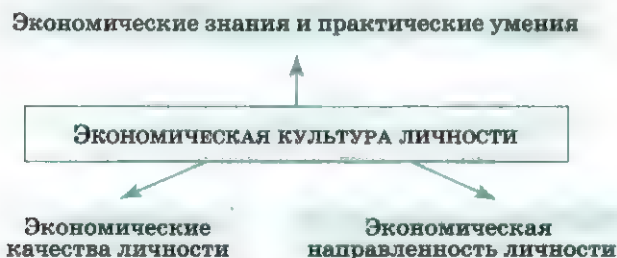 Экономические знания и практические умения
ЭКОНОМИЧЕСКАЯ КУЛЬТУРА ЛИЧНОСТИ
Экономические
качества личности
Экономическая
направленность личности